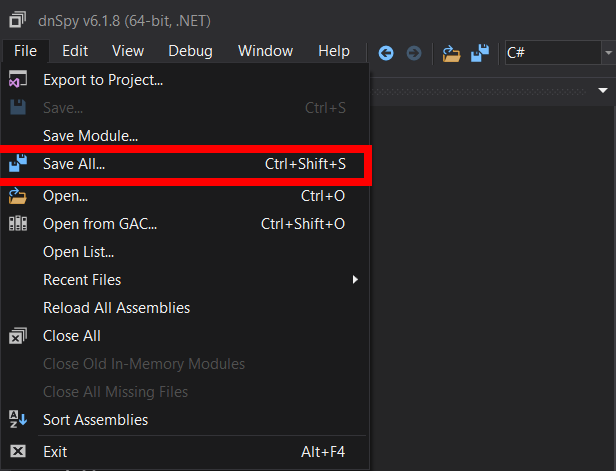 dnSpy v6.1.8 (64-bit, .NET)
File Edit View Debug Window Help C#
Export to Project...
Save... Ctrl+S
Save Module...
Save All... Ctrl+Shift+S
Open... Ctrl+O
Open from GAC... Ctrl+Shift+O
Open List...
Recent Files
Reload All Assemblies
Close All
Close Old In-Memory Modules
Close All Missing Files
Sort Assemblies
Exit Alt+F4